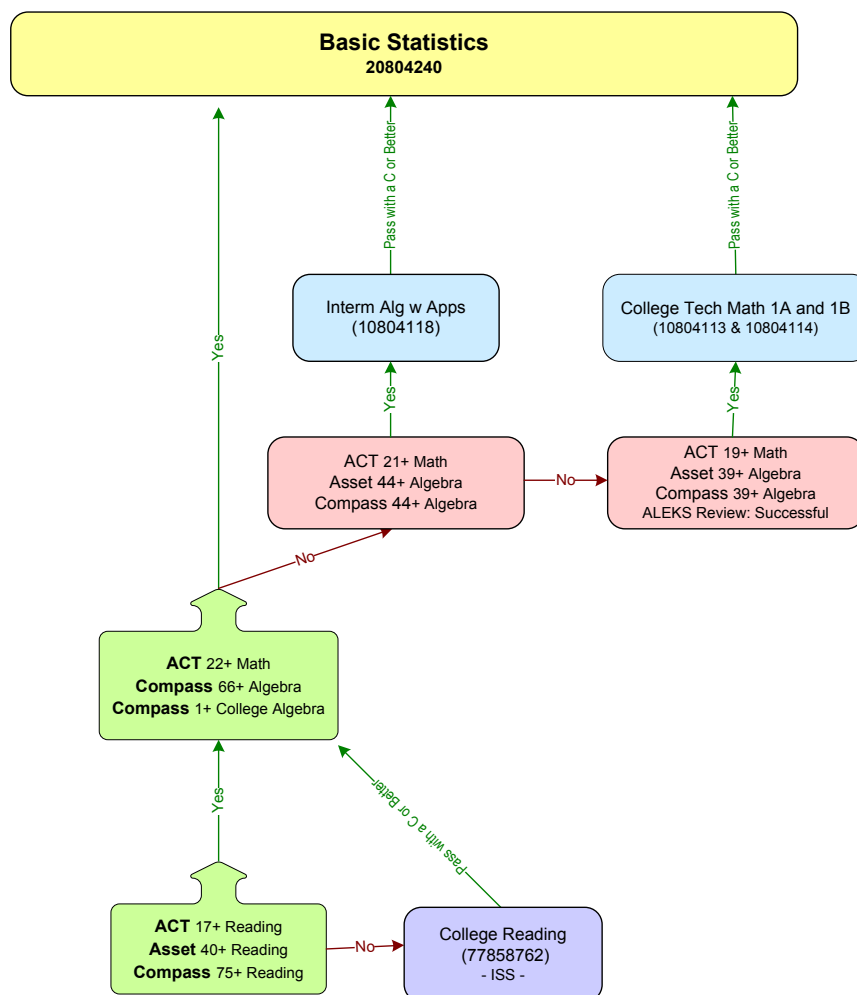 Basic Statistics
20804240
Pass with a C or Better
Pass with a C or Better
Yes
Interm Alg w Apps
(10804118)
College Tech Math 1A and 1B
(10804113 & 10804114)
Yes
Yes
ACT 21+ Math
Asset 44+ Algebra
Compass 44+ Algebra
No
ACT 19+ Math
Asset 39+ Algebra
Compass 39+ Algebra
ALEKS Review: Successful
No
ACT 22+ Math
Compass 66+ Algebra
Compass 1+ College Algebra
Yes
Pass with a C or Better
ACT 17+ Reading
Asset 40+ Reading
Compass 75+ Reading
No
College Reading
(77858762)
- ISS -